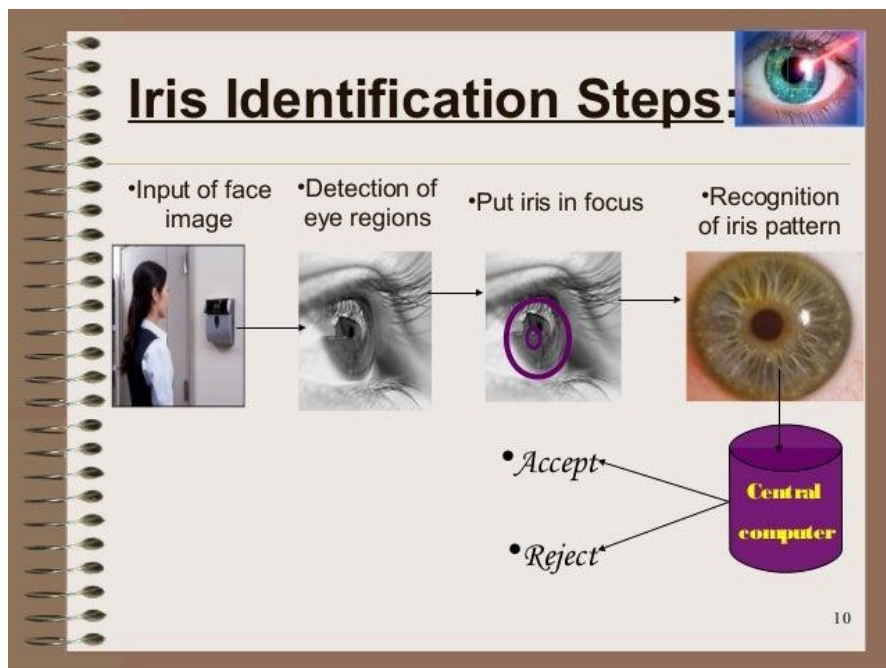 Iris Identification Steps:
•Input of face
image
•Detection of
eye regions
•Put iris in focus
•Recognition
of iris pattern
•Accept
•Reject
Central
computer
10